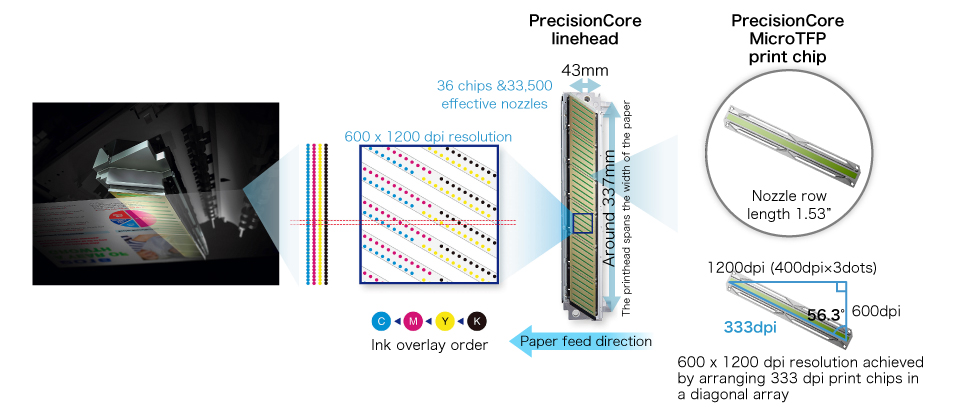 PrecisionCore
linehead
43mm
36 chips &33,500
effective nozzles
600 x 1200 dpi resolution
Around 337mm
The printhead spans the width of the paper
C M Y K
Ink overlay order
Paper feed direction
PrecisionCore
MicroTFP
print chip
Nozzle row
length 1.53”
1200dpi (400dpi×3dots)
56.3°
600dpi
333dpi
600 x 1200 dpi resolution achieved
by arranging 333 dpi print chips in
a diagonal array